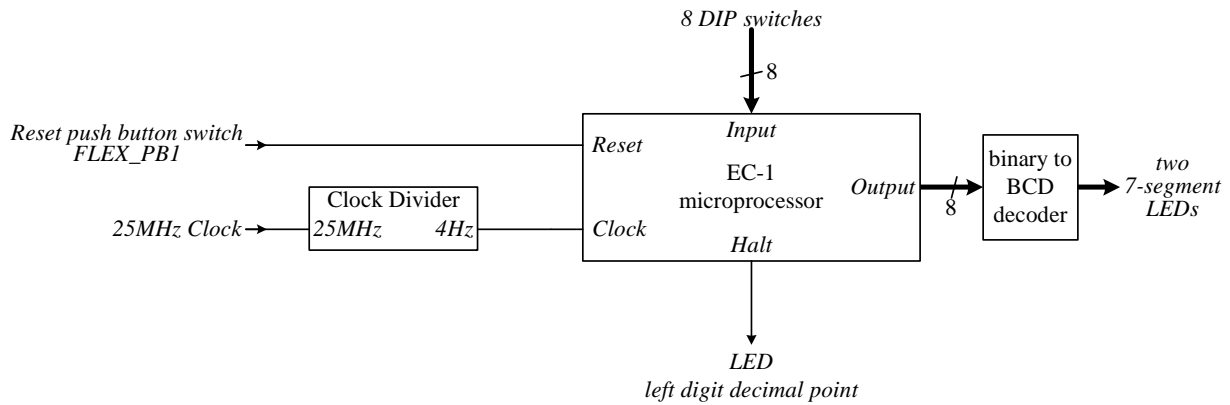 8 DIP switches
8
Reset push button switch
FLEX_PB1
Reset
Input
EC-1
microprocessor
Output
8
binary to
BCD
decoder
two
7-segment
LEDs
25MHz Clock
Clock Divider
25MHz 4Hz
Clock
Halt
LED
left digit decimal point